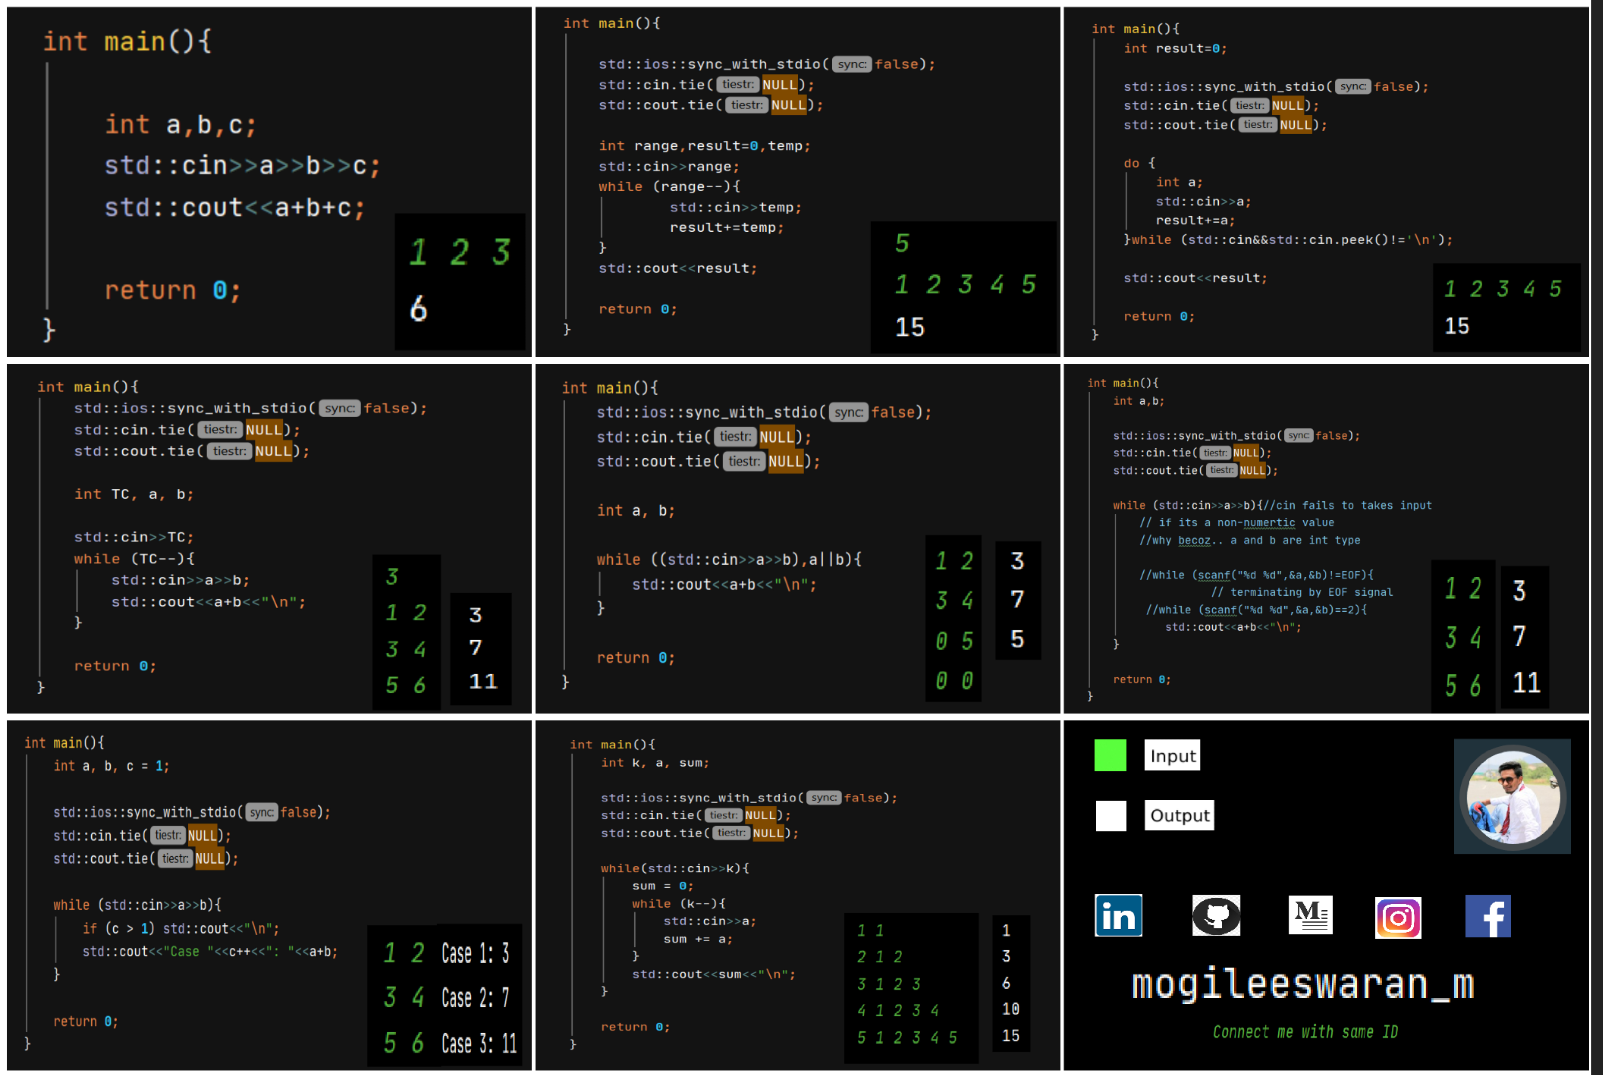 int main(){
int a,b,c;
std::cin>>a>>b>>c;
std::cout<<a+b+c;
return 0;
}
1 2 3
6
int main(){
std::ios::sync_with_stdio( sync: false);
std::cin.tie( tiestr: NULL);
std::cout.tie( tiestr: NULL);
int range,result=0,temp;
std::cin>>range;
while (range--){
std::cin>>temp;
result+=temp;
}
std::cout<<result;
return 0;
}
5
1 2 3 4 5
15
int main(){
int result=0;
std::ios::sync_with_stdio( sync: false);
std::cin.tie( tiestr: NULL);
std::cout.tie( tiestr: NULL);
do {
int a;
std::cin>>a;
result+=a;
}while (std::cin&&std::cin.peek()!='\n');
std::cout<<result;
return 0;
}
1 2 3 4 5
15
int main(){
std::ios::sync_with_stdio( sync: false);
std::cin.tie( tiestr: NULL);
std::cout.tie( tiestr: NULL);
int TC, a, b;
std::cin>>TC;
while (TC--){
std::cin>>a>>b;
std::cout<<a+b<<"\n";
}
return 0;
}
3
1 2
3 4
5 6
3
7
11
int main(){
std::ios::sync_with_stdio( sync: false);
std::cin.tie( tiestr: NULL);
std::cout.tie( tiestr: NULL);
int a, b;
while ((std::cin>>a>>b),a||b){
std::cout<<a+b<<"\n";
}
return 0;
}
1 2
3 4
0 5
0 0
3
7
5
int main(){
int a,b;
std::ios::sync_with_stdio( sync: false);
std::cin.tie( tiestr: NULL);
std::cout.tie( tiestr: NULL);
while (std::cin>>a>>b){//cin fails to takes input
// if its a non-numertic value
//why becoz.. a and b are int type
//while (scanf("%d %d",&a,&b)!=EOF){
// terminating by EOF signal
//while (scanf("%d %d",&a,&b)==2){
std::cout<<a+b<<"\n";
}
return 0;
}
1 2
3 4
5 6
3
7
11
int main(){
int a, b, c = 1;
std::ios::sync_with_stdio( sync: false);
std::cin.tie( tiestr: NULL);
std::cout.tie( tiestr: NULL);
while (std::cin>>a>>b){
if (c > 1) std::cout<<"\n";
std::cout<<"Case "<<c++<<": "<<a+b;
}
return 0;
}
1 2 Case 1: 3
3 4 Case 2: 7
5 6 Case 3: 11
int main(){
int k, a, sum;
std::ios::sync_with_stdio( sync: false);
std::cin.tie( tiestr: NULL);
std::cout.tie( tiestr: NULL);
while(std::cin>>k){
sum = 0;
while (k--){
std::cin>>a;
sum += a;
}
std::cout<<sum<<"\n";
}
return 0;
}
1 1
2 1 2
3 1 2 3
4 1 2 3 4
5 1 2 3 4 5
1
3
6
10
15
Input
Output
in
M
f
mogileeswaran_m
Connect me with same ID